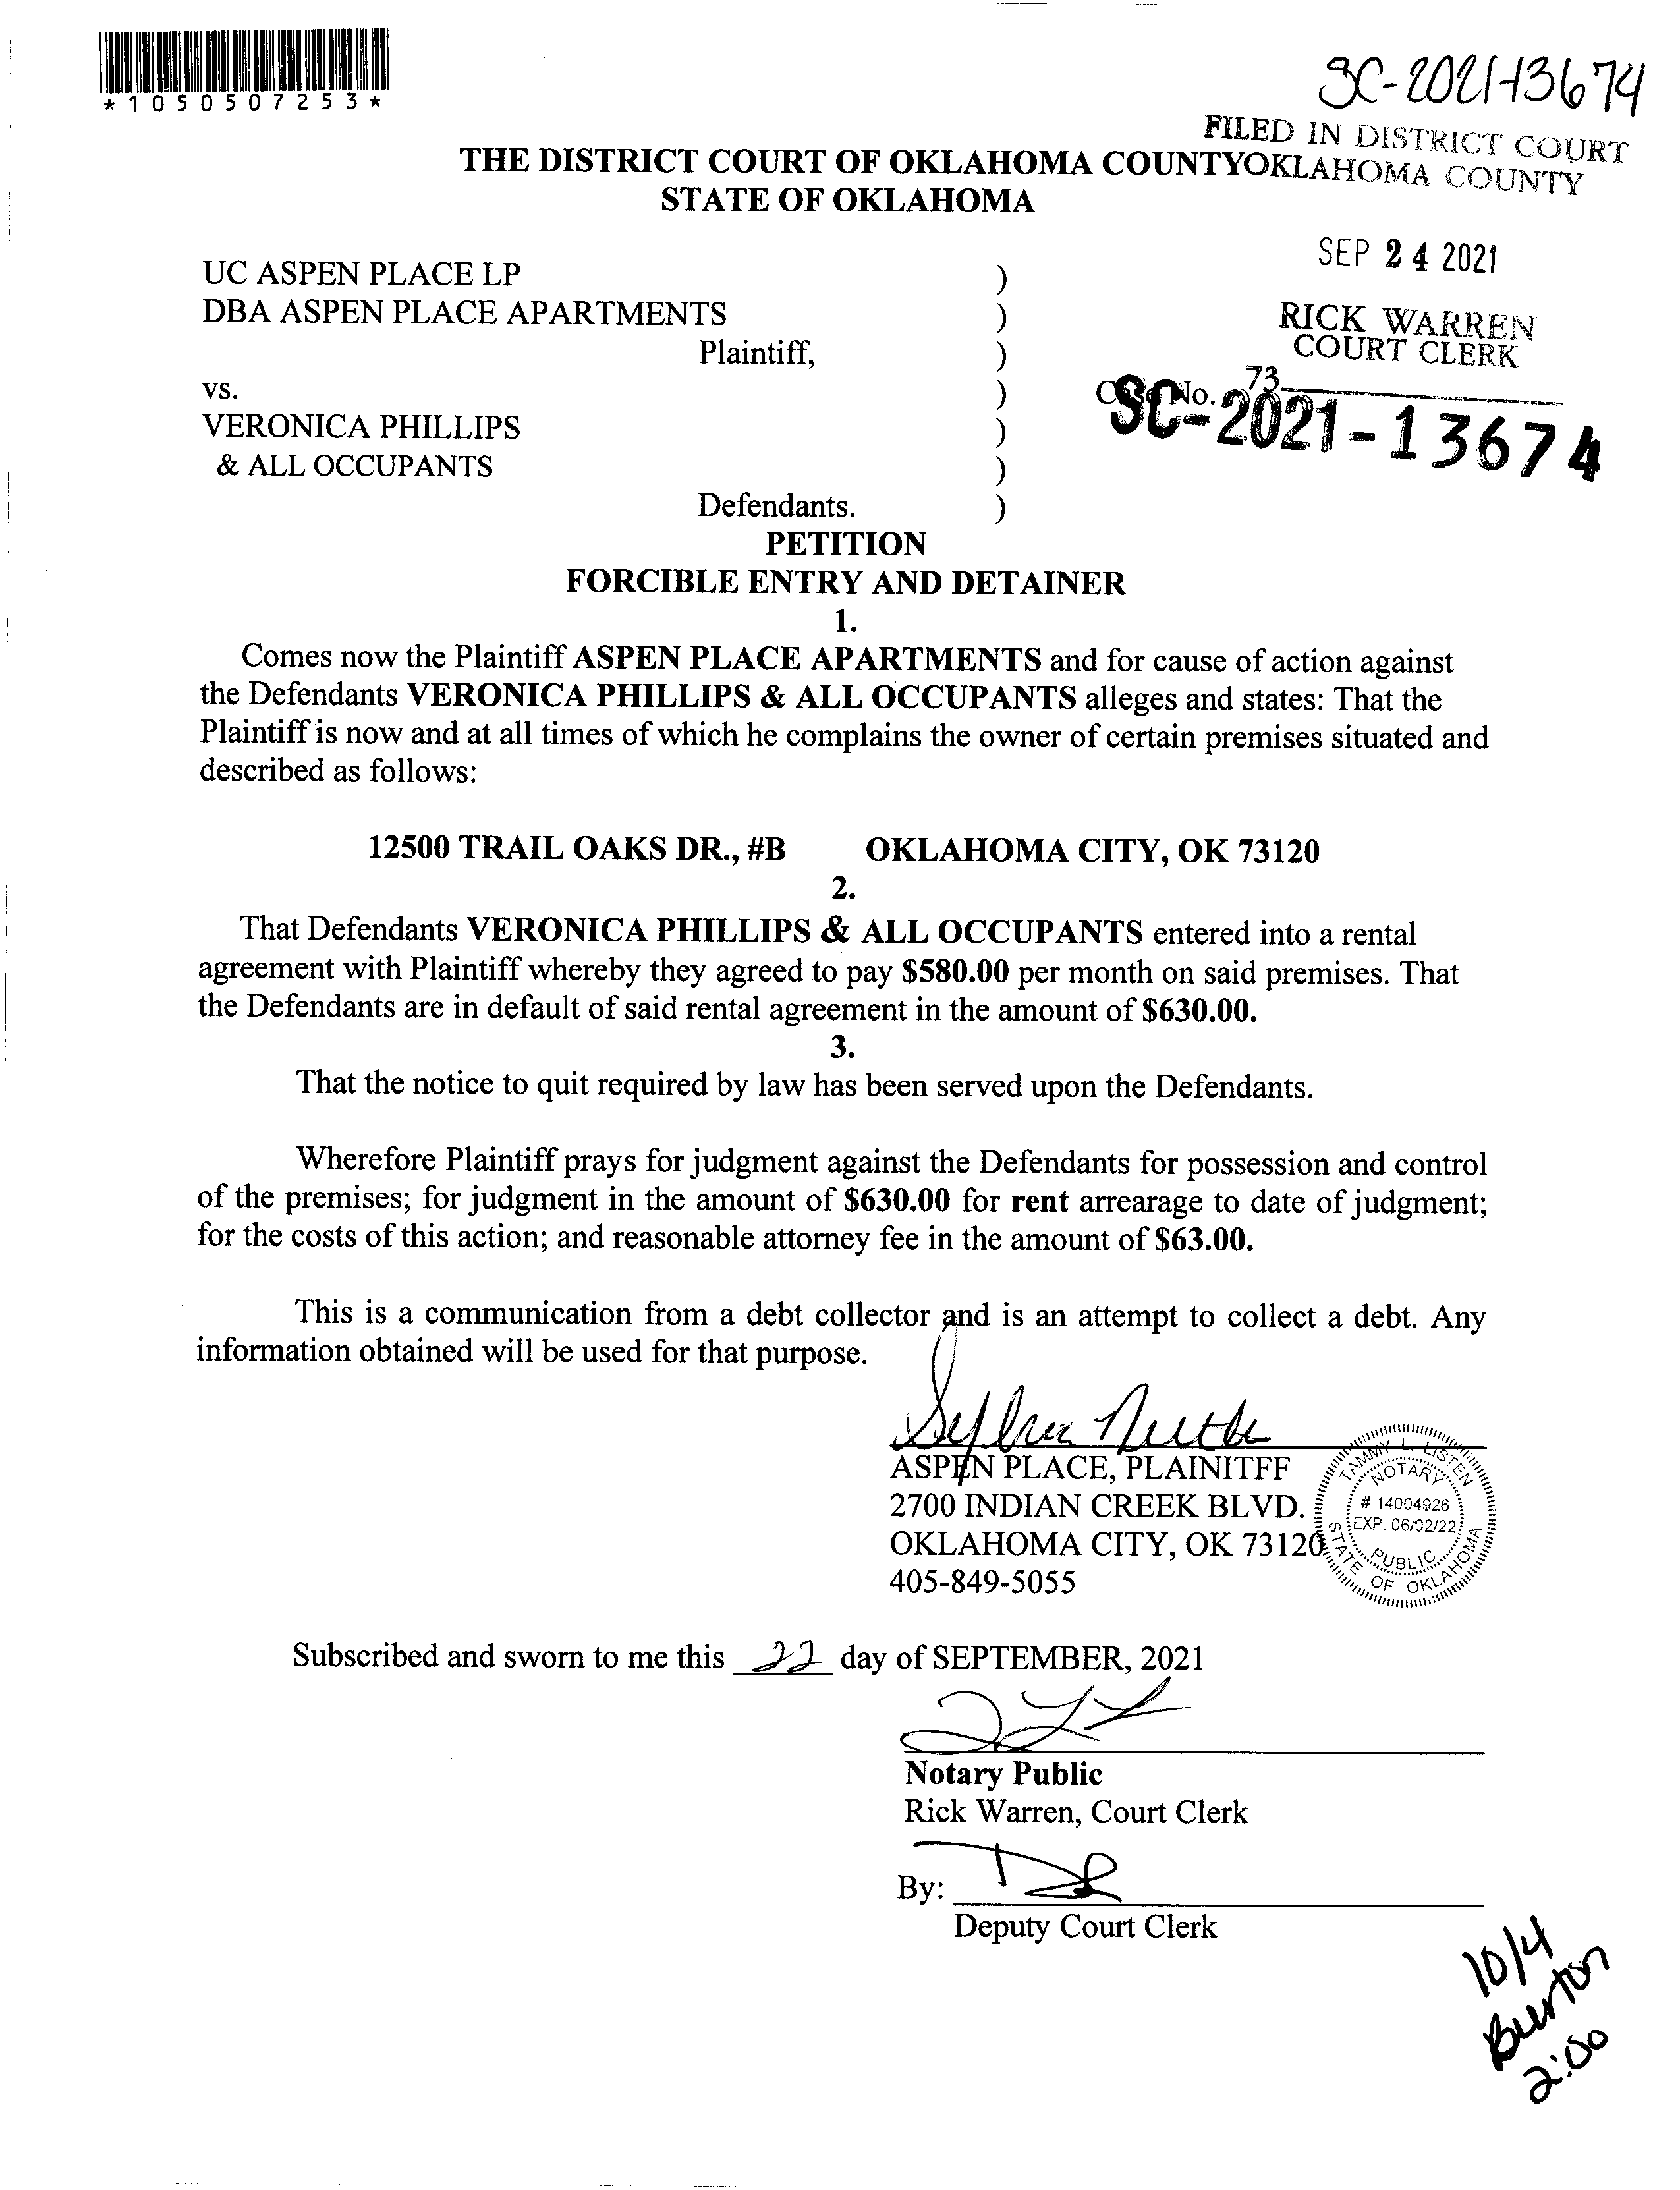 *1050507253*
SC-2021-13674
FILED IN DISTRICT COURT
OKLAHOMA COUNTY
THE DISTRICT COURT OF OKLAHOMA COUNTY
STATE OF OKLAHOMA
SEP 24 2021
RICK WARREN
COURT CLERK
73
UC ASPEN PLACE LP )
DBA ASPEN PLACE APARTMENTS )
Plaintiff, )
vs. )
Case No.
SC-2021-13674
VERONICA PHILLIPS )
& ALL OCCUPANTS )
Defendants. )
PETITION
FORCIBLE ENTRY AND DETAINER
1.
Comes now the Plaintiff ASPEN PLACE APARTMENTS and for cause of action against
the Defendants VERONICA PHILLIPS & ALL OCCUPANTS alleges and states: That the
Plaintiff is now and at all times of which he complains the owner of certain premises situated and
described as follows:
12500 TRAIL OAKS DR., #B OKLAHOMA CITY, OK 73120
2.
That Defendants VERONICA PHILLIPS & ALL OCCUPANTS entered into a rental
agreement with Plaintiff whereby they agreed to pay $580.00 per month on said premises. That
the Defendants are in default of said rental agreement in the amount of $630.00.
3.
That the notice to quit required by law has been served upon the Defendants.
Wherefore Plaintiff prays for judgment against the Defendants for possession and control
of the premises; for judgment in the amount of $630.00 for rent arrearage to date of judgment;
for the costs of this action; and reasonable attorney fee in the amount of $63.00.
This is a communication from a debt collector and is an attempt to collect a debt. Any
information obtained will be used for that purpose.
ASPEN PLACE, PLAINITFF
2700 INDIAN CREEK BLVD.
OKLAHOMA CITY, OK 73120
405-849-5055
TAMMY L. LISTEN
NOTARY
# 14004926
EXP. 06/02/22
PUBLIC
STATE OF OKLAHOMA
Subscribed and sworn to me this 22 day of SEPTEMBER, 2021
Notary Public
Rick Warren, Court Clerk
By:
Deputy Court Clerk
10/4
Burton
2:00